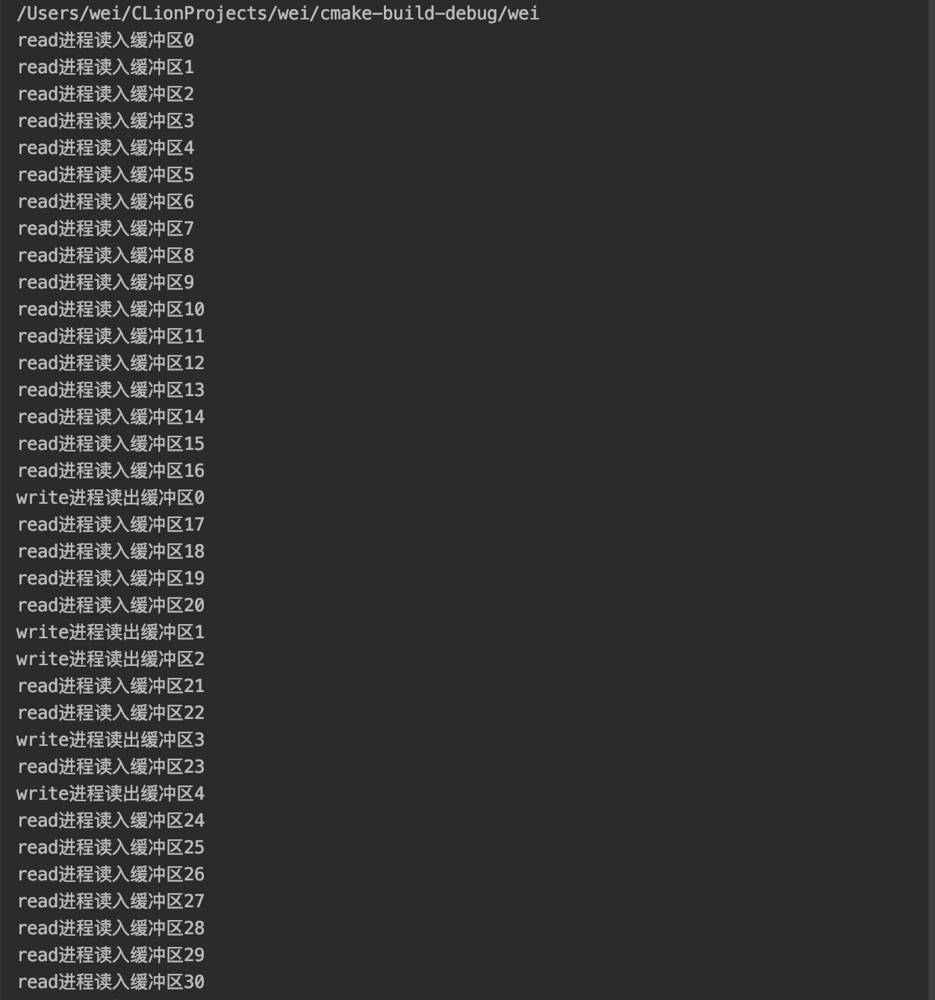 /Users/wei/CLionProjects/wei/cmake-build-debug/wei
read进程读入缓冲区0
read进程读入缓冲区1
read进程读入缓冲区2
read进程读入缓冲区3
read进程读入缓冲区4
read进程读入缓冲区5
read进程读入缓冲区6
read进程读入缓冲区7
read进程读入缓冲区8
read进程读入缓冲区9
read进程读入缓冲区10
read进程读入缓冲区11
read进程读入缓冲区12
read进程读入缓冲区13
read进程读入缓冲区14
read进程读入缓冲区15
read进程读入缓冲区16
write进程读出缓冲区0
read进程读入缓冲区17
read进程读入缓冲区18
read进程读入缓冲区19
read进程读入缓冲区20
write进程读出缓冲区1
write进程读出缓冲区2
read进程读入缓冲区21
read进程读入缓冲区22
write进程读出缓冲区3
read进程读入缓冲区23
write进程读出缓冲区4
read进程读入缓冲区24
read进程读入缓冲区25
read进程读入缓冲区26
read进程读入缓冲区27
read进程读入缓冲区28
read进程读入缓冲区29
read进程读入缓冲区30